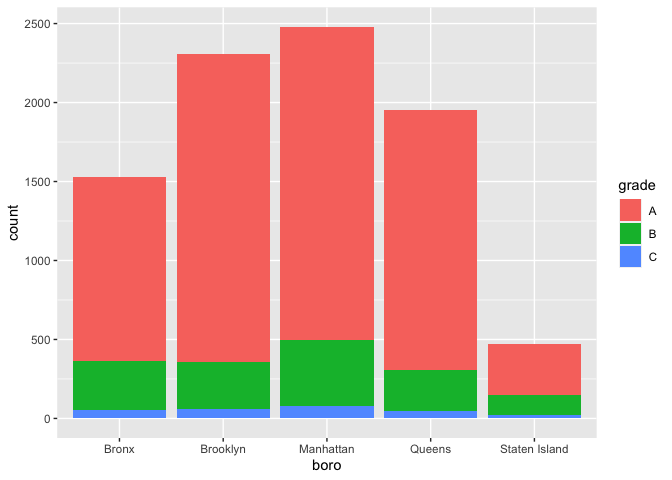 2500
2000
1500
1000
500
0
count
Bronx
Brooklyn
Manhattan
Queens
Staten Island
boro
grade
A
B
C